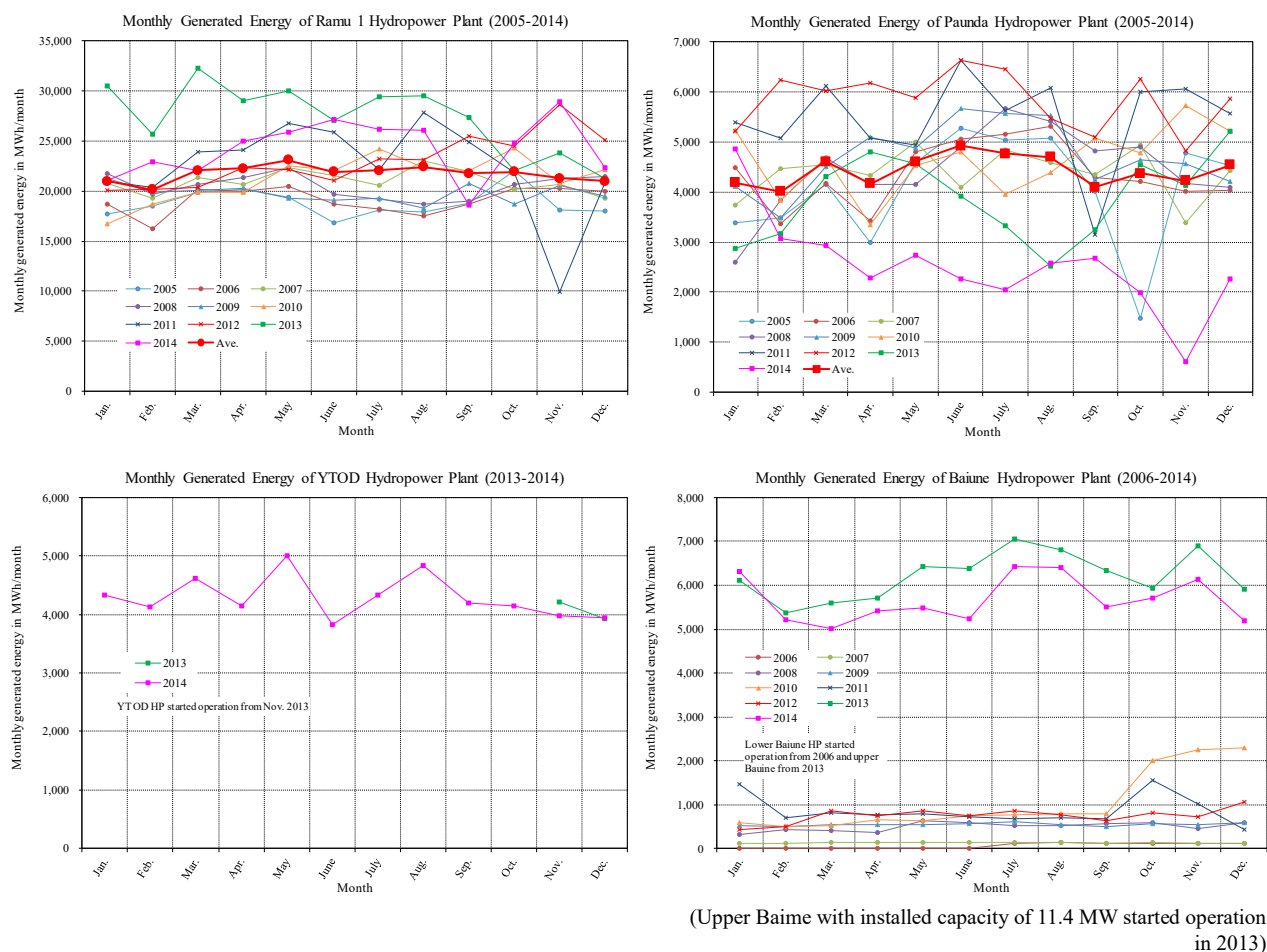 Monthly Generated Energy of Ramu 1 Hydropower Plant (2005-2014)
Monthly generated energy in MWh/month
35,000
30,000
25,000
20,000
15,000
10,000
5,000
0
2005 2006 2007
2008 2009 2010
2011 2012 2013
2014 Ave.
Jan. Feb. Mar. Apr. May June July Aug. Sep. Oct. Nov. Dec.
Month
Monthly Generated Energy of Paunda Hydropower Plant (2005-2014)
Monthly generated energy in MWh/month
7,000
6,000
5,000
4,000
3,000
2,000
1,000
0
2005 2006 2007
2008 2009 2010
2011 2012 2013
2014 Ave.
Jan. Feb. Mar. Apr. May June July Aug. Sep. Oct. Nov. Dec.
Month
Monthly Generated Energy of YTOD Hydropower Plant (2013-2014)
Monthly generated energy in MWh/month
6,000
5,000
4,000
3,000
2,000
1,000
0
2013
2014
YTOD HP started operation from Nov. 2013
Jan. Feb. Mar. Apr. May June July Aug. Sep. Oct. Nov. Dec.
Month
Monthly Generated Energy of Baiune Hydropower Plant (2006-2014)
Monthly generated energy in MWh/month
8,000
7,000
6,000
5,000
4,000
3,000
2,000
1,000
0
2006 2007
2008 2009
2010 2011
2012 2013
2014
Lower Baiune HP started
operation from 2006 and upper
Bauine from 2013
Jan. Feb. Mar. Apr. May June July Aug. Sep. Oct. Nov. Dec.
Month
(Upper Baime with installed capacity of 11.4 MW started operation
in 2013)